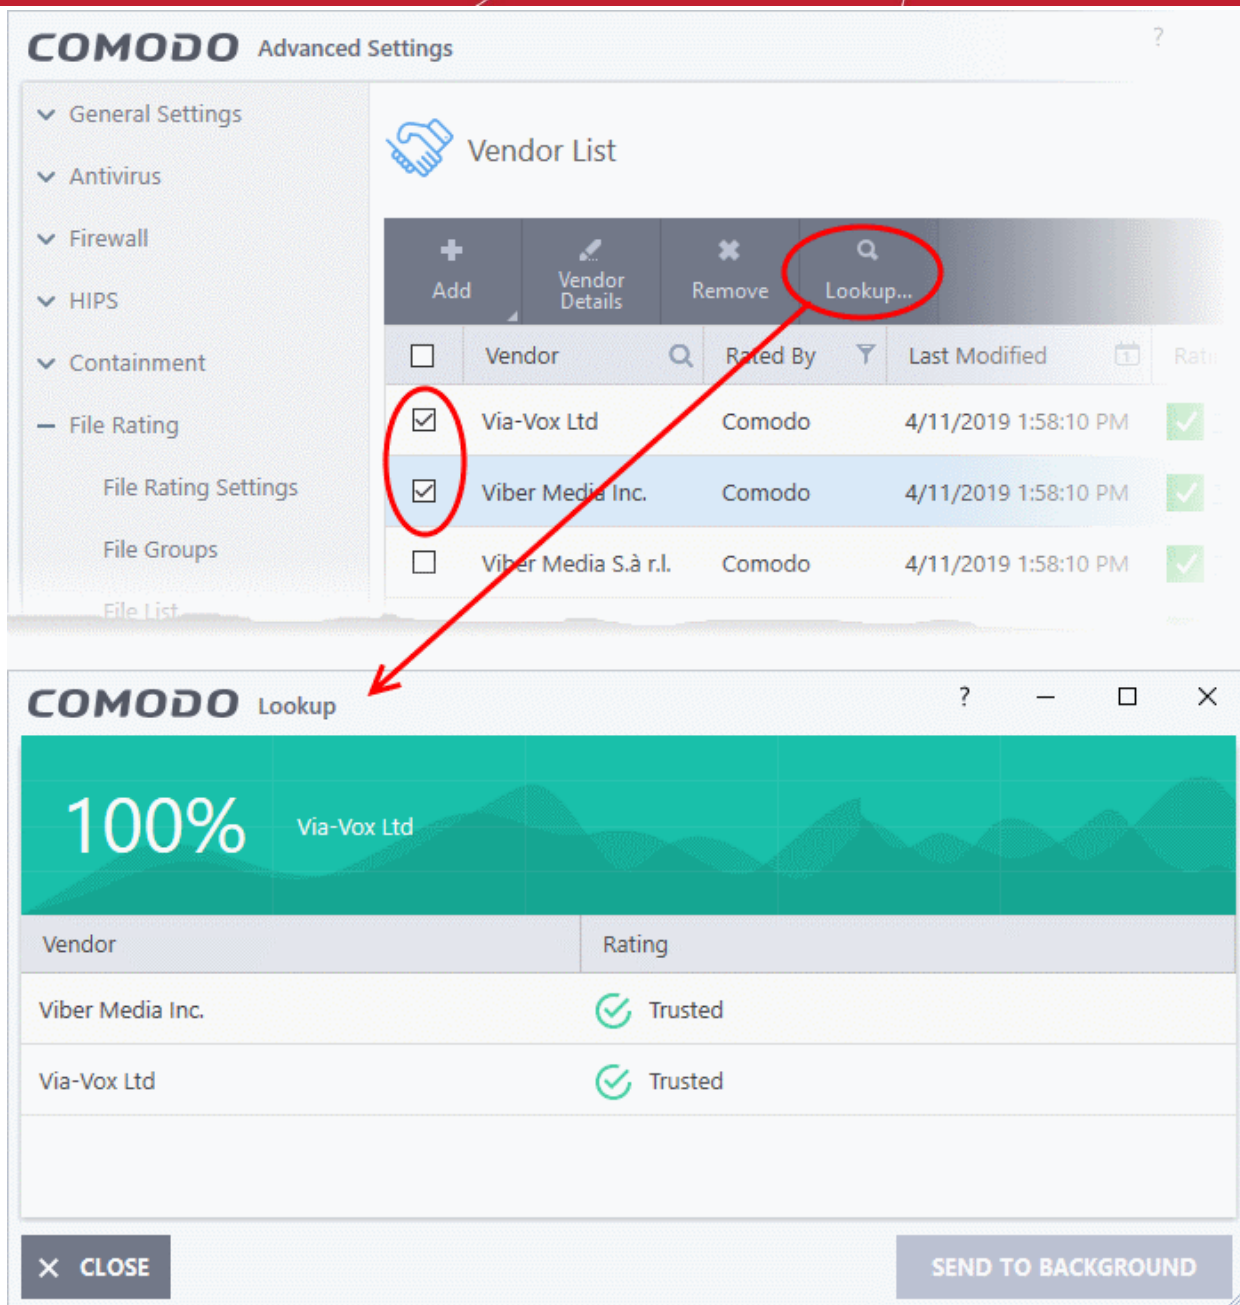 COMODO Advanced Settings ?
General Settings
Antivirus
Firewall
HIPS
Containment
File Rating
File Rating Settings
File Groups
File List
Vendor List
Add
Vendor
Details
Remove
Lookup...
Vendor Rated By Last Modified
Via-Vox Ltd Comodo 4/11/2019 1:58:10 PM
Viber Media Inc. Comodo 4/11/2019 1:58:10 PM
Viber Media S.à r.l. Comodo 4/11/2019 1:58:10 PM
COMODO Lookup ?
100% Via-Vox Ltd
Vendor Rating
Viber Media Inc. Trusted
Via-Vox Ltd Trusted
CLOSE
SEND TO BACKGROUND